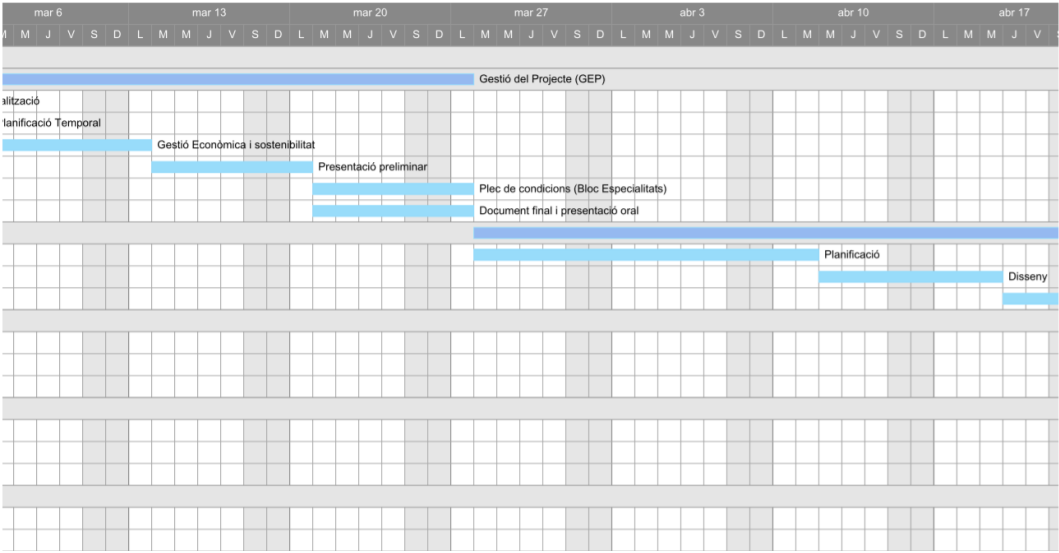 mar 6 mar 13 mar 20 mar 27 abr 3 abr 10 abr 17
M M J V S D L M M J V S D L M M J V S D L M M J V S D L M M J V S D L M M J V S D L M M J V
Gestió del Projecte (GEP)
alització
Planificació Temporal
Gestió Econòmica i sostenibilitat
Presentació preliminar
Plec de condicions (Bloc Especialitats)
Document final i presentació oral
Planificació
Disseny